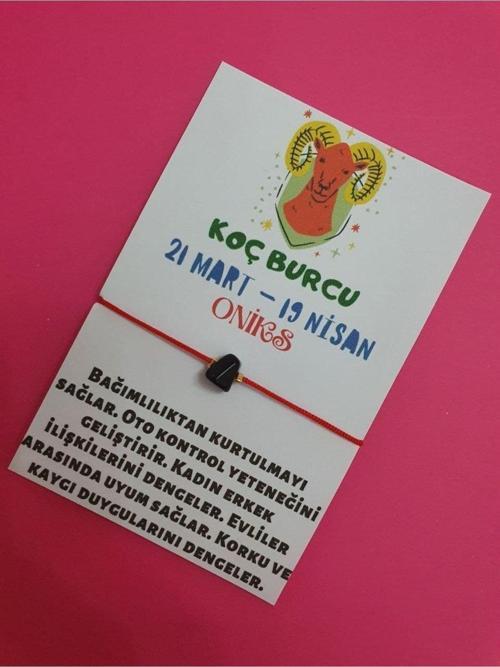 KOÇ BURCU
21 MART – 19 NİSAN
ONİKS
BAĞIMLILIKTAN KURTULMAYI
SAĞLAR. OTO KONTROL YETENEĞİNİ
GELİŞTİRİR. KADIN ERKEK
İLİŞKİLERİNİ DENGELER. EVLİLER
ARASINDA UYUM SAĞLAR. KORKU VE
KAYGI DUYGULARINI DENGELER.